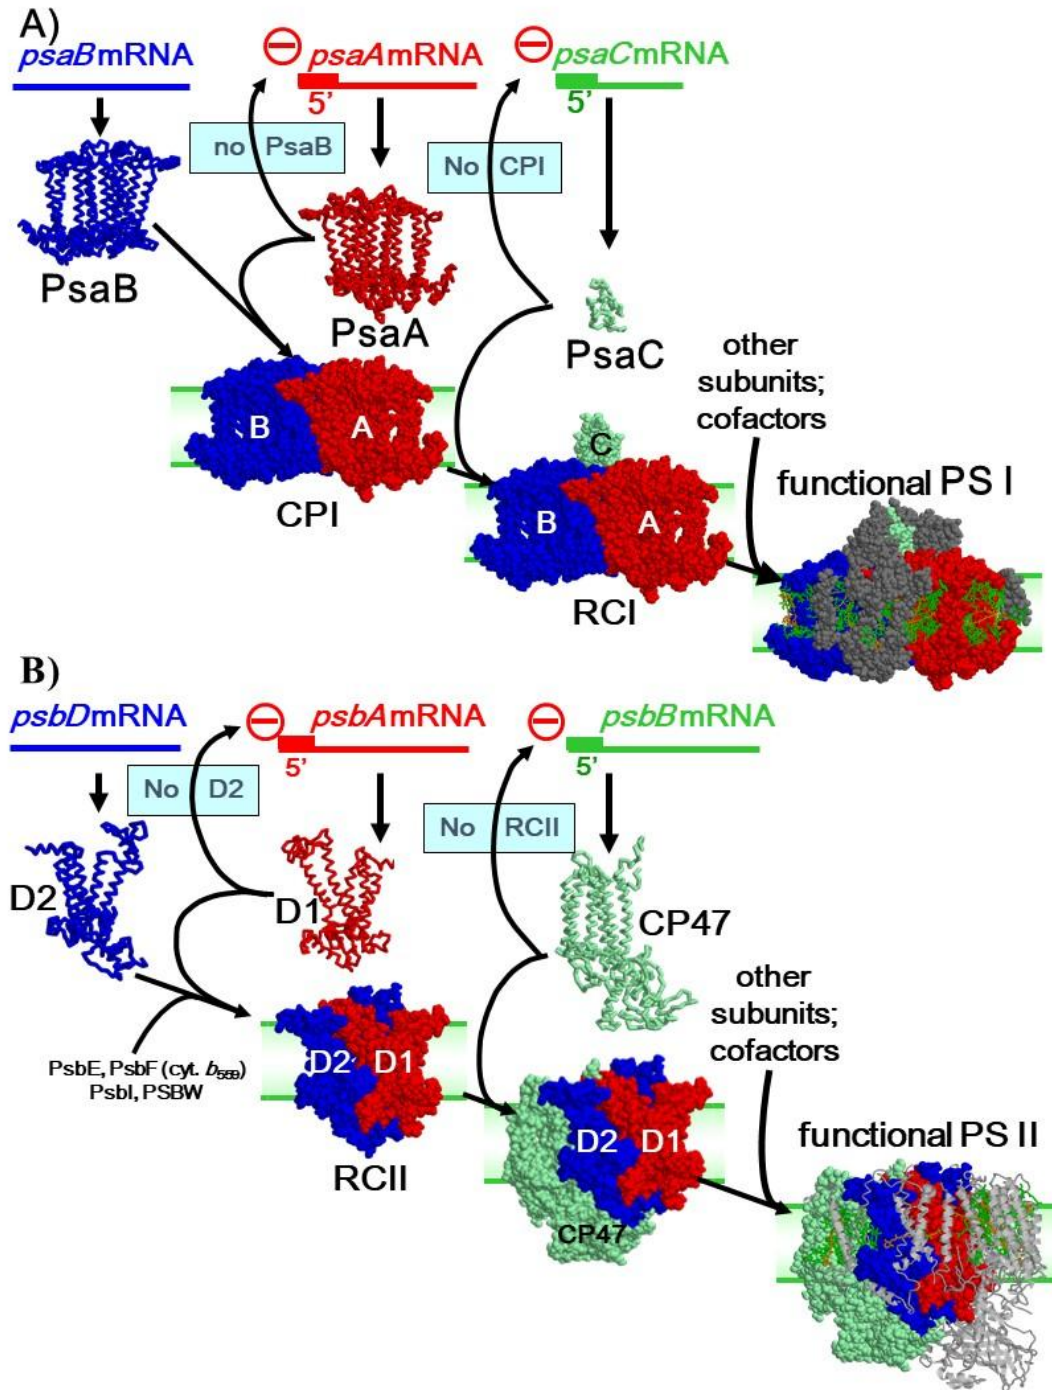 A)
psaB mRNA
psaA mRNA
psaC mRNA
5’
5’
no PsaB
No CPI
PsaB
PsaA
PsaC
other
subunits;
cofactors
B A
CPI
C
B A
RCI
functional PS I
B)
psbD mRNA
psbA mRNA
psbB mRNA
5’
5’
No D2
No RCII
D2
D1
CP47
other
subunits;
cofactors
PsbE, PsbF (cyt. b559)
PsbI, PSBW
D2 D1
RCII
D2 D1
CP47
functional PS II